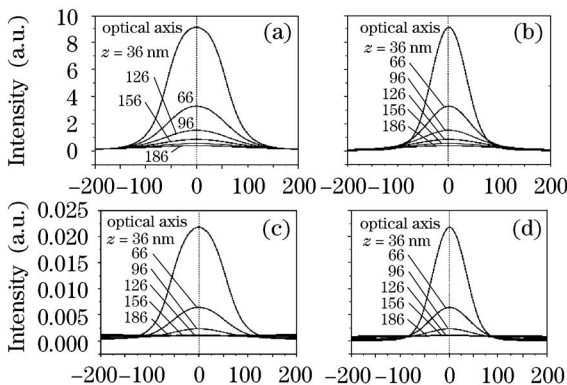 Intensity (a.u.)
10
8
6
4
2
0
optical axis
z = 36 nm
126
156
66
96
186
(a)
-200 -100 0 100 200
optical axis
z = 36 nm
66
96
126
156
186
(b)
-200 -100 0 100 200
Intensity (a.u.)
0.025
0.020
0.015
0.010
0.005
0.000
optical axis
z = 36 nm
66
96
126
156
186
(c)
-200 -100 0 100 200
optical axis
z = 36 nm
66
96
126
156
186
(d)
-200 -100 0 100 200